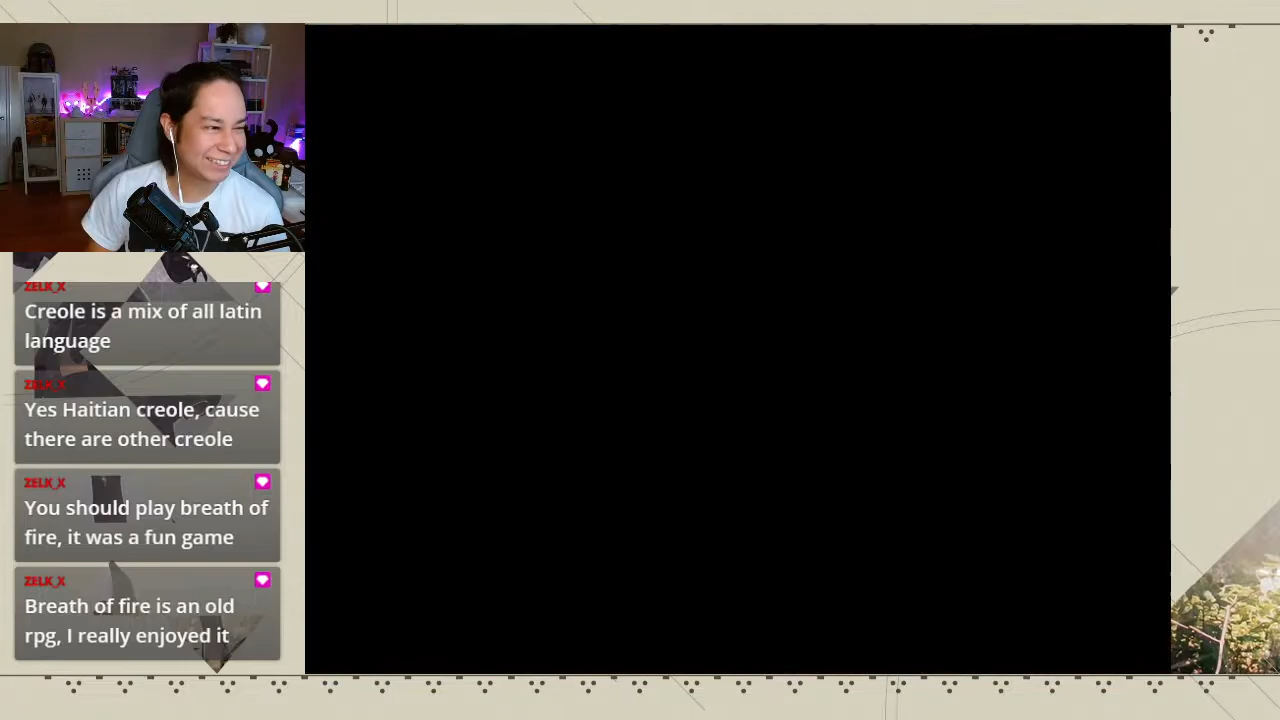 ZELK_X
Creole is a mix of all latin
language
ZELK_X
Yes Haitian creole, cause
there are other creole
ZELK_X
You should play breath of
fire, it was a fun game
ZELK_X
Breath of fire is an old
rpg, I really enjoyed it